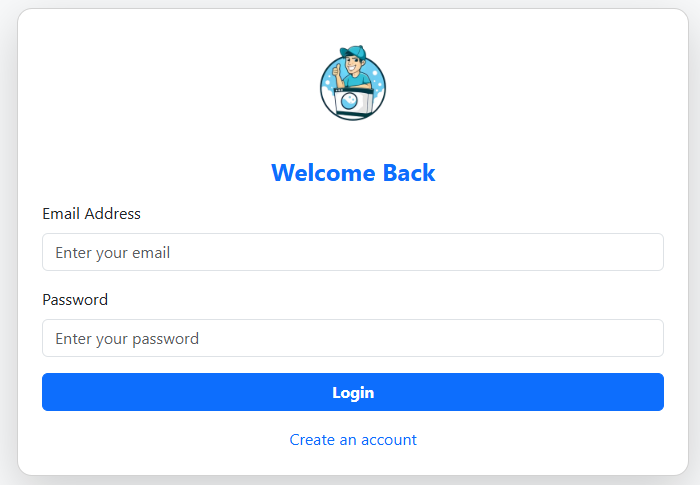 Welcome Back
Email Address
Enter your email
Password
Enter your password
Login
Create an account